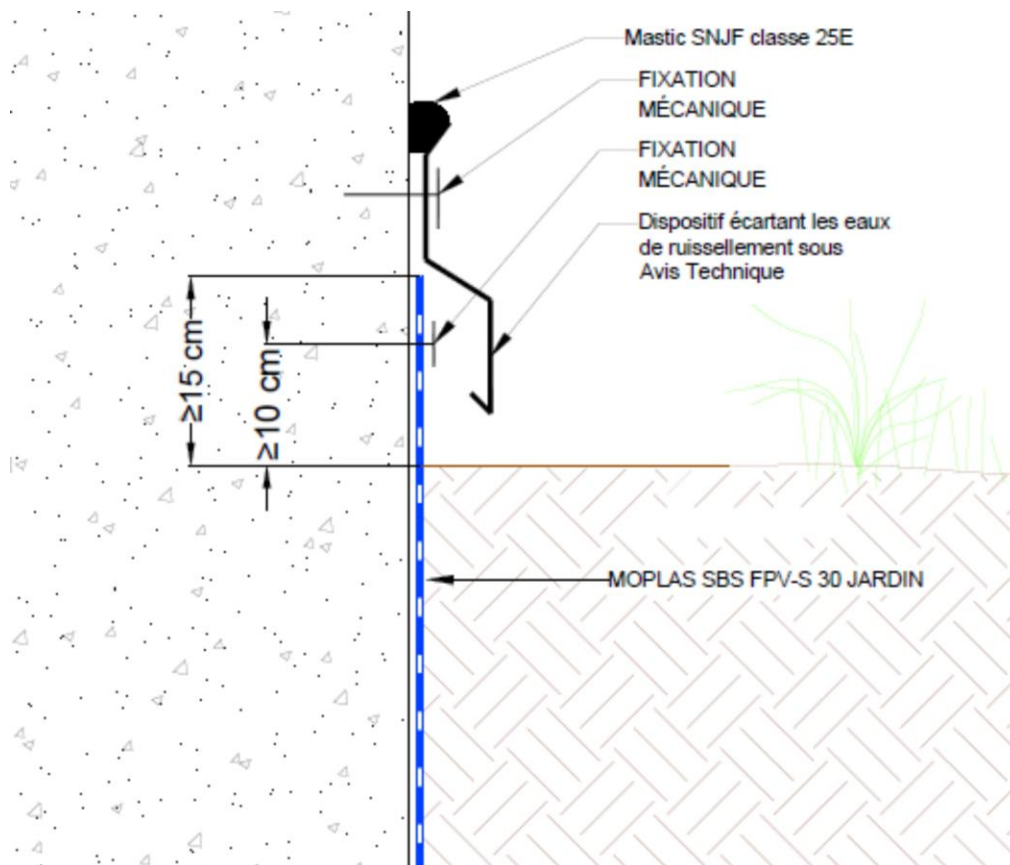 Mastic SNJF classe 25E
FIXATION
MÉCANIQUE
FIXATION
MÉCANIQUE
Dispositif écartant les eaux
de ruissellement sous
Avis Technique
≥15 cm
≥10 cm
MOPLAS SBS FPV-S 30 JARDIN